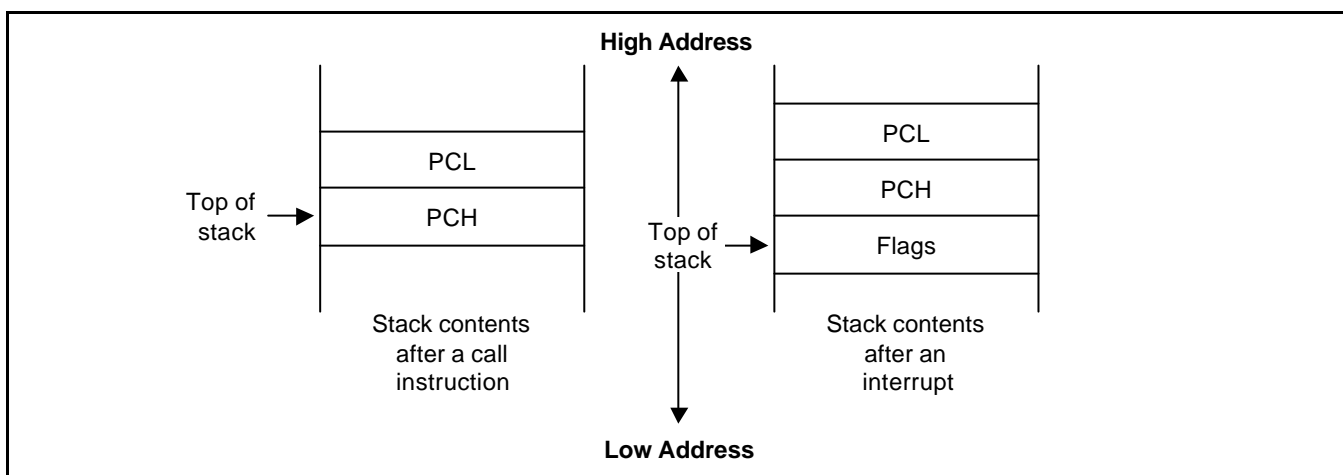 High Address
PCL
PCH
Top of
stack
Stack contents
after a call
instruction
PCL
PCH
Flags
Top of
stack
Stack contents
after an
interrupt
Low Address